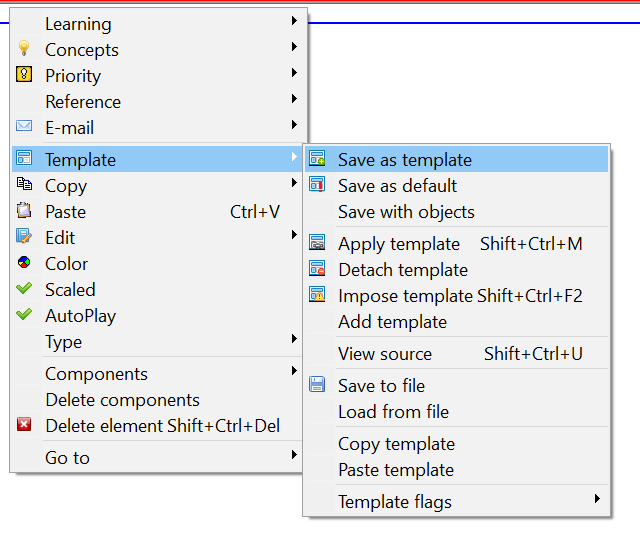 Learning
Concepts
Priority
Reference
E-mail
Template
Copy
Paste Ctrl+V
Edit
Color
Scaled
AutoPlay
Type
Components
Delete components
Delete element Shift+Ctrl+Del
Go to
Save as template
Save as default
Save with objects
Apply template Shift+Ctrl+M
Detach template
Impose template Shift+Ctrl+F2
Add template
View source Shift+Ctrl+U
Save to file
Load from file
Copy template
Paste template
Template flags